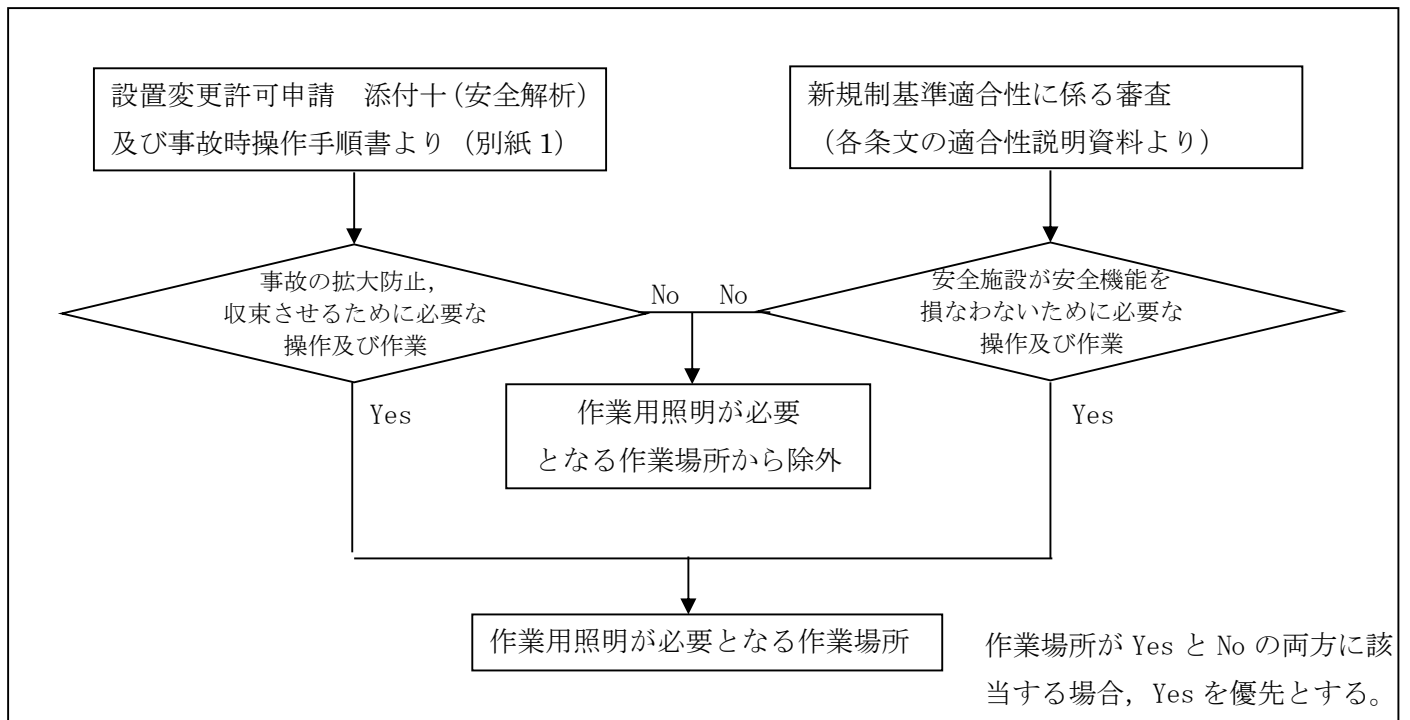 設置変更許可申請　添付十(安全解析)
及び事故時操作手順書より（別紙1）
新規制基準適合性に係る審査
（各条文の適合性説明資料より）
事故の拡大防止，
収束させるために必要な
操作及び作業
No
No
安全施設が安全機能を
損なわないために必要な
操作及び作業
Yes
作業用照明が必要
となる作業場所から除外
Yes
作業用照明が必要となる作業場所
作業場所が Yes と No の両方に該
当する場合，Yes を優先とする。